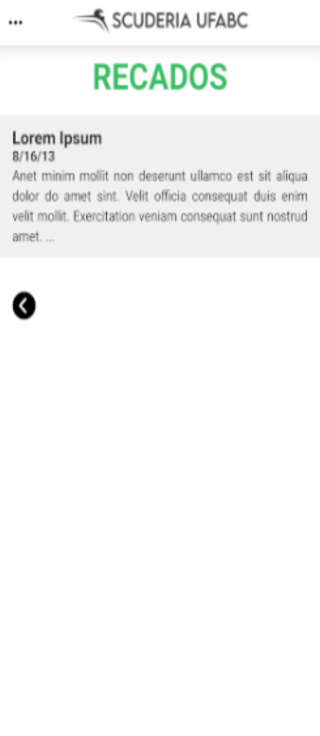 SCUDERIA UFABC
RECADOS
Lorem Ipsum
8/16/13
Amet minim mollit non deserunt ullamco est sit aliqua
dolor do amet sint. Velit officia consequat duis enim
velit mollit. Exercitation veniam consequat sunt nostrud
amet. ...